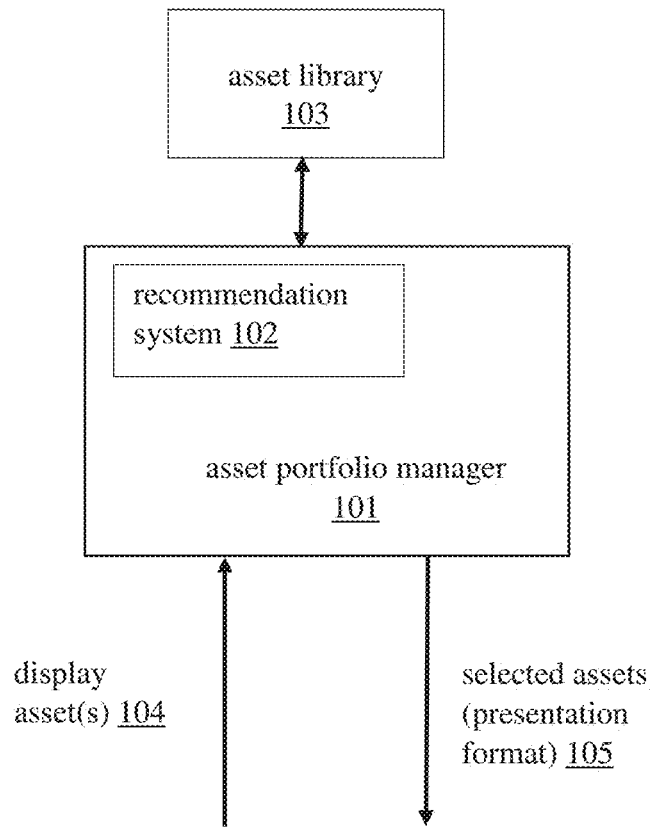 asset library
103
recommendation
system 102
asset portfolio manager
101
display
asset(s) 104
selected assets
(presentation
format) 105